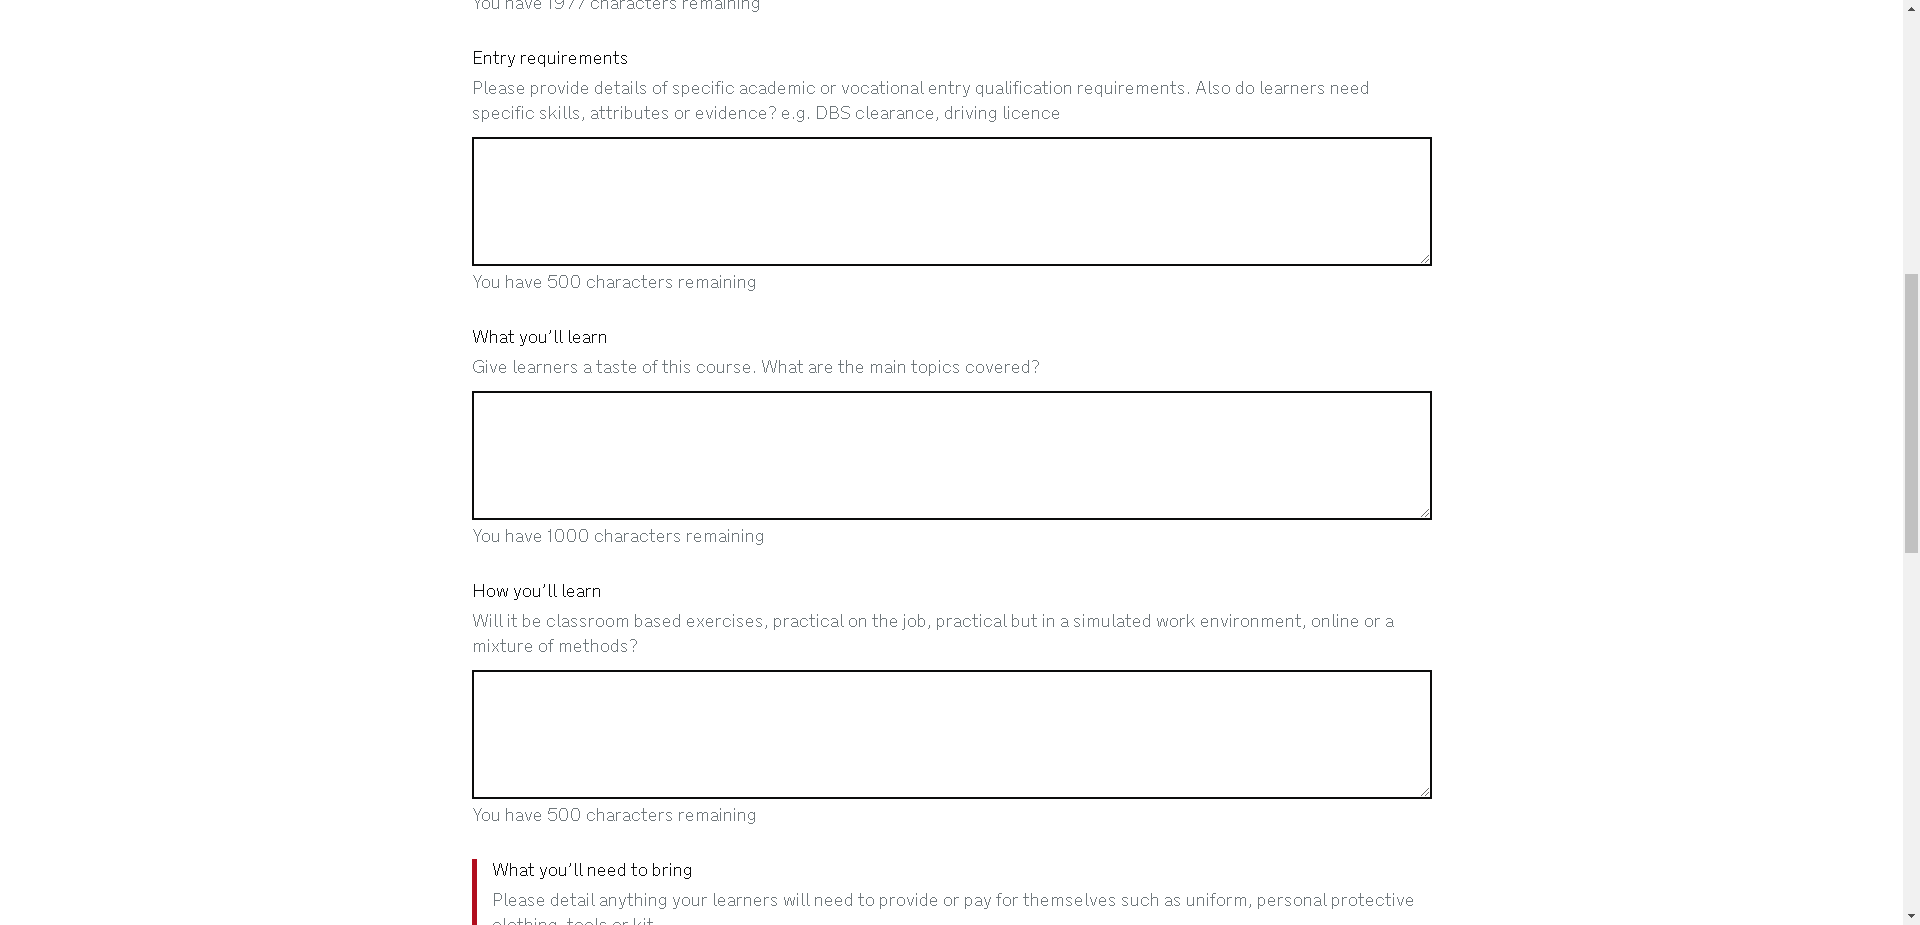 You have 1977 characters remaining
Entry requirements
Please provide details of specific academic or vocational entry qualification requirements. Also do learners need
specific skills, attributes or evidence? e.g. DBS clearance, driving licence
You have 500 characters remaining
What you’ll learn
Give learners a taste of this course. What are the main topics covered?
You have 1000 characters remaining
How you’ll learn
Will it be classroom based exercises, practical on the job, practical but in a simulated work environment, online or a
mixture of methods?
You have 500 characters remaining
What you’ll need to bring
Please detail anything your learners will need to provide or pay for themselves such as uniform, personal protective
clothing, tools or kit